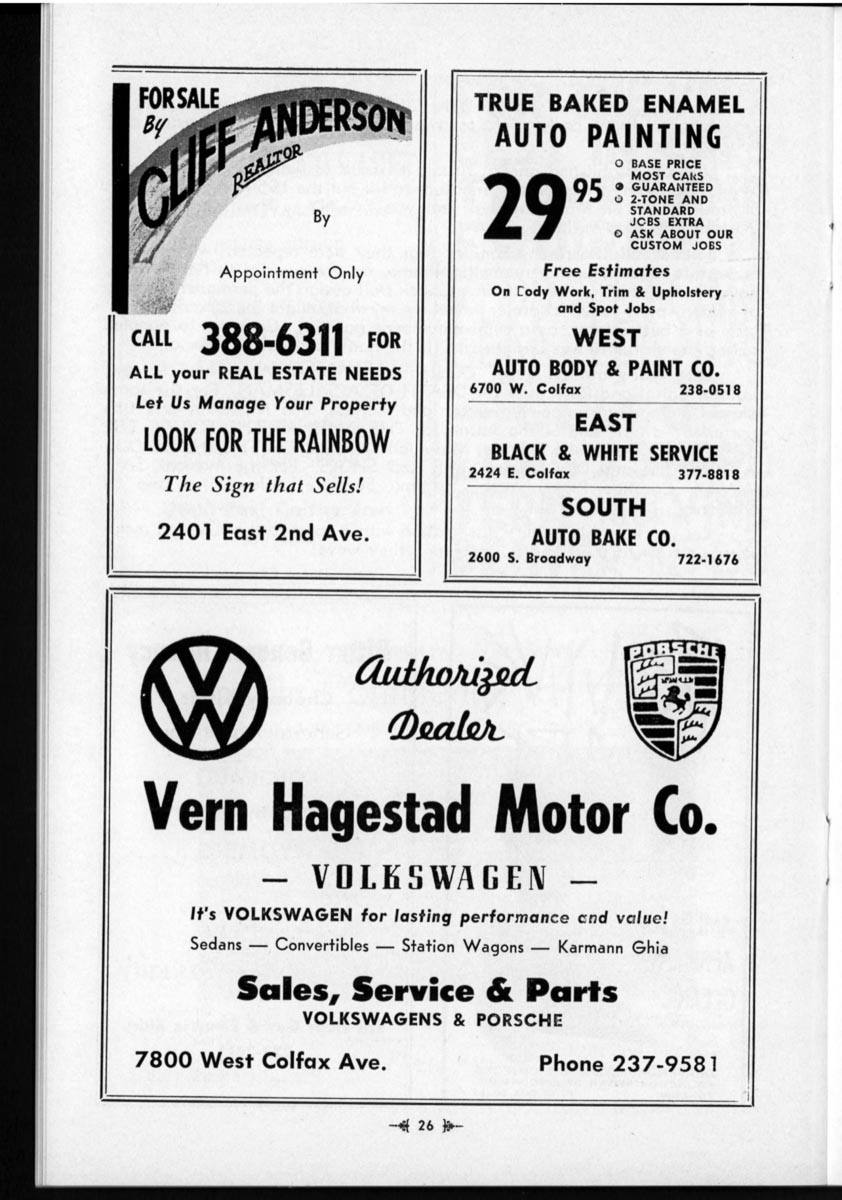 FOR SALE
By
CLIFF ANDERSON
REALTOR
By
Appointment Only
CALL 388-6311 FOR
ALL your REAL ESTATE NEEDS
Let Us Manage Your Property
LOOK FOR THE RAINBOW
The Sign that Sells!
2401 East 2nd Ave.
TRUE BAKED ENAMEL
AUTO PAINTING
29 95
BASE PRICE
MOST CARS
GUARANTEED
2-TONE AND
STANDARD
JCBS EXTRA
ASK ABOUT OUR
CUSTOM JOBS
Free Estimates
On Body Work, Trim & Upholstery
and Spot Jobs
WEST
AUTO BODY & PAINT CO.
6700 W. Colfax 238-0518
EAST
BLACK & WHITE SERVICE
2424 E. Colfax 377-8818
SOUTH
AUTO BAKE CO.
2600 S. Broadway 722-1676
VW
Authorized
Dealer
PORSCHE
Vern Hagestad Motor Co.
— VOLKSWAGEN —
It's VOLKSWAGEN for lasting performance and value!
Sedans — Convertibles — Station Wagons — Karmann Ghia
Sales, Service & Parts
VOLKSWAGENS & PORSCHE
7800 West Colfax Ave. Phone 237-9581
26